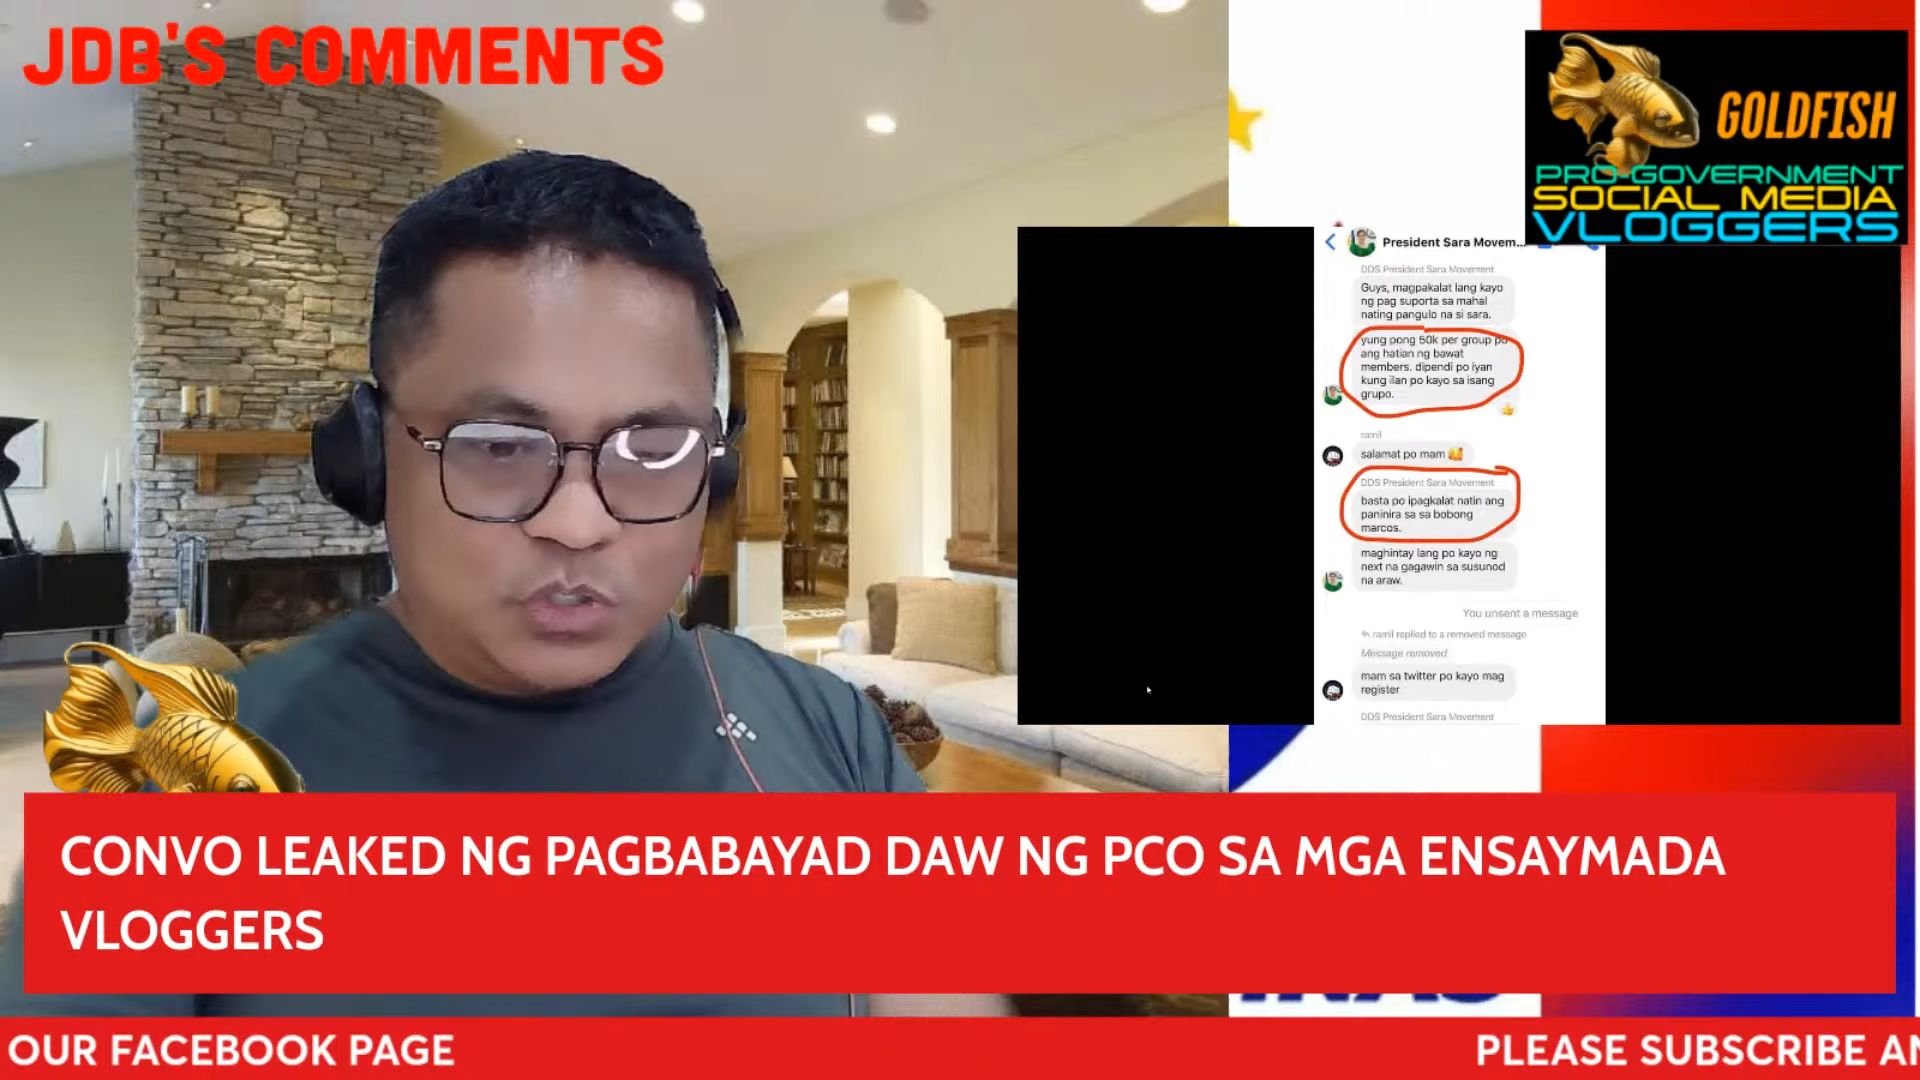 JDB'S COMMENTS
GOLDFISH
PRO-GOVERNMENT
SOCIAL MEDIA
VLOGGERS
President Sara Movem...
DDS President Sara Movement
Guys, magpakalat lang kayo
ng pag suporta sa mahal
nating pangulo na si sara.
yung pong 50k per group po
ang hatian ng bawat
members. dipendi po iyan
kung ilan po kayo sa isang
grupo.
ramil
salamat po mam
DDS President Sara Movement
basta po ipagkalat natin ang
paninira sa sa bobong
marcos.
maghintay lang po kayo ng
next na gagawin sa susunod
na araw.
You unsent a message
ramil replied to a removed message
Message removed
mam sa twitter po kayo mag
register
DDS President Sara Movement
CONVO LEAKED NG PAGBABAYAD DAW NG PCO SA MGA ENSAYMADA
VLOGGERS
OUR FACEBOOK PAGE
PLEASE SUBSCRIBE AN